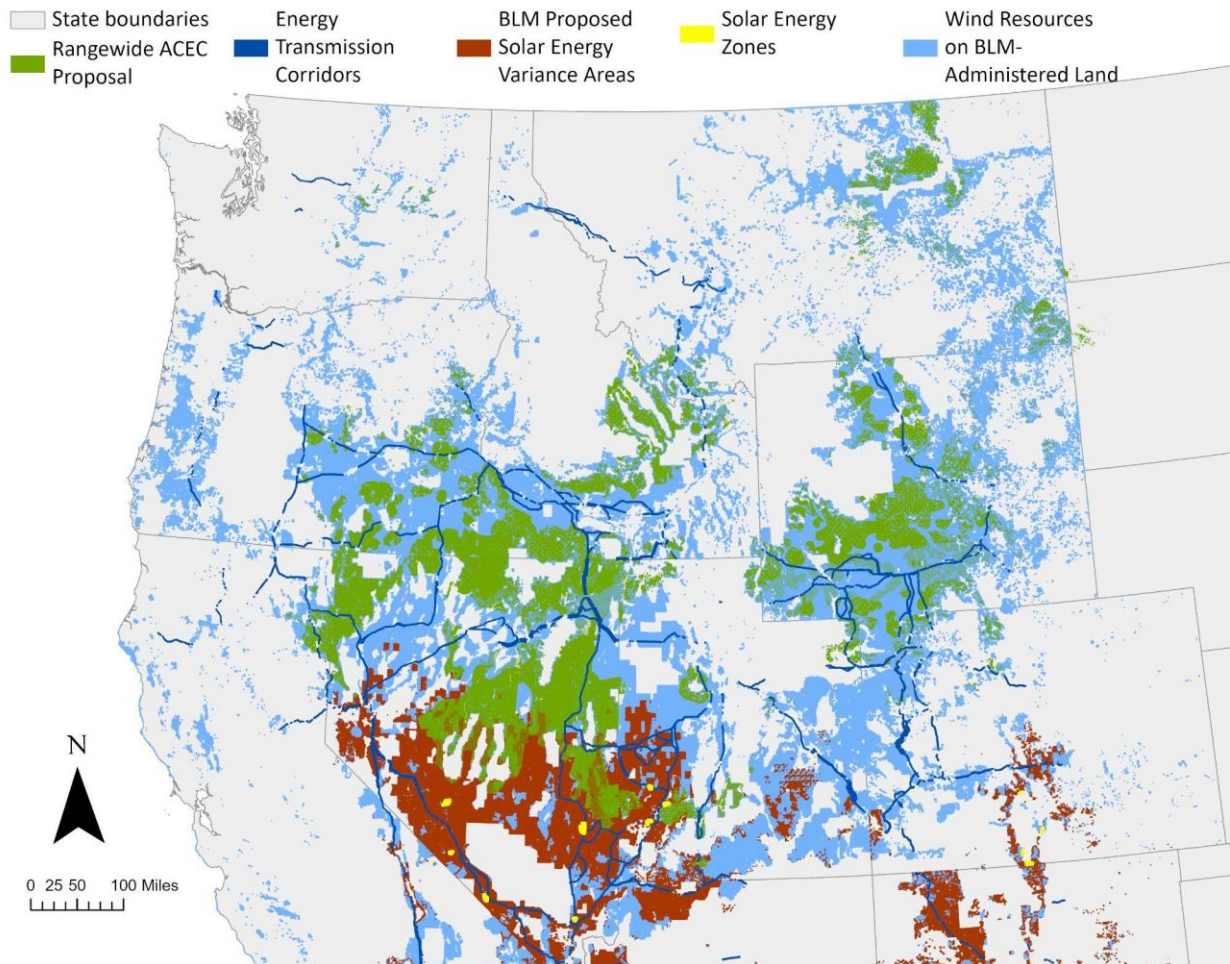 State boundaries
Rangewide ACEC
Proposal
Energy
Transmission
Corridors
BLM Proposed
Solar Energy
Variance Areas
Solar Energy
Zones
Wind Resources
on BLM-
Administered Land
N
0 25 50 100 Miles